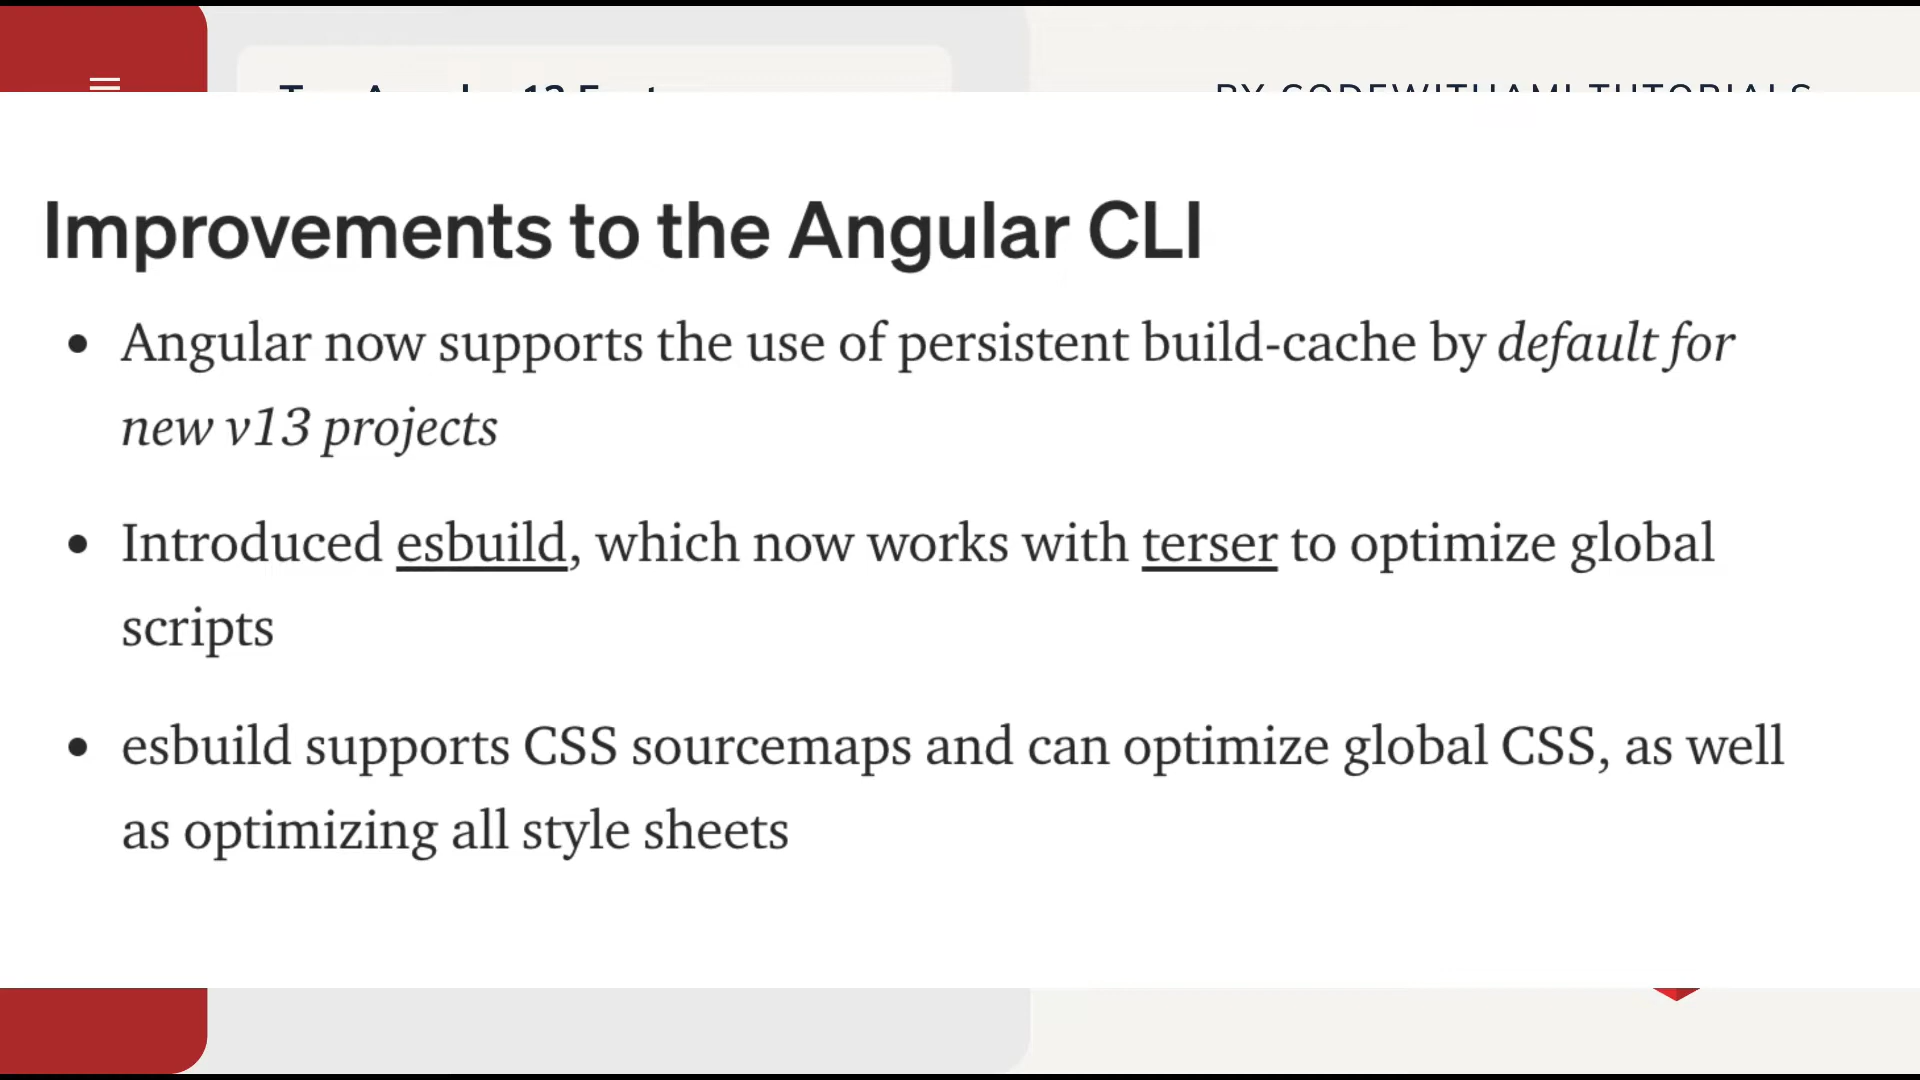 BY CODEWITHAMI TUTORIALS
Improvements to the Angular CLI
• Angular now supports the use of persistent build-cache by default for
new v13 projects
• Introduced esbuild, which now works with terser to optimize global
scripts
• esbuild supports CSS sourcemaps and can optimize global CSS, as well
as optimizing all style sheets